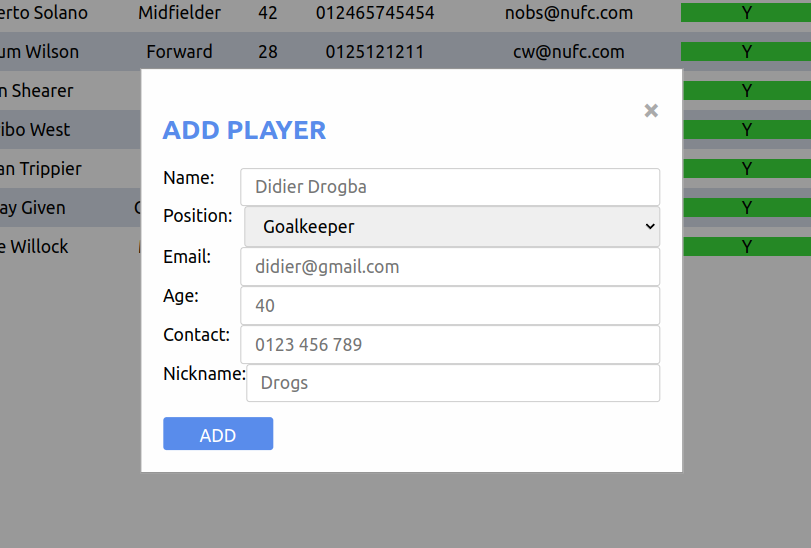 erto Solano Midfielder 42 012465745454 nobs@nufc.com Y
um Wilson Forward 28 0125121211 cw@nufc.com Y
n Shearer Y
×
ibo West Y
ADD PLAYER
an Trippier Y
Name: Didier Drogba
ay Given Y
Position: Goalkeeper
e Willock Y
Email: didier@gmail.com
Age: 40
Contact: 0123 456 789
Nickname: Drogs
ADD